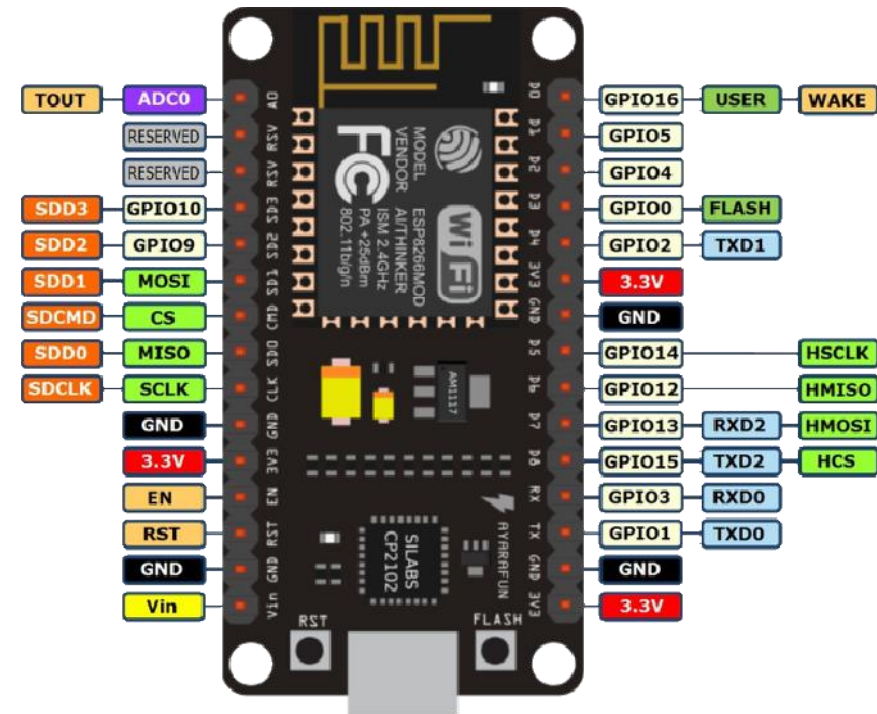 TOUT ADC0 A0 D0 GPIO16 USER WAKE
RESERVED RSV D1 GPIO5
RESERVED RSV D2 GPIO4
SDD3 GPIO10 SD3 D3 GPIO0 FLASH
SDD2 GPIO9 SD2 D4 GPIO2 TXD1
SDD1 MOSI SD1 3V3 3.3V
SDCMD CS CMD GND GND
SDD0 MISO SD0 D5 GPIO14 HSCLK
SDCLK SCLK CLK D6 GPIO12 HMISO
GND GND D7 GPIO13 RXD2 HMOSI
3.3V 3V3 D8 GPIO15 TXD2 HCS
EN EN RX GPIO3 RXD0
RST RST TX GPIO1 TXD0
GND GND GND GND
Vin Vin 3V3 3.3V
MODEL ESP8266MOD
VENDOR AI/THINKER
ISM 2.4GHz
PA +25dBm
802.11b/g/n
FC
Wi Fi
AM1117
SILABS
CP2102
AYARAFUN
RST
FLASH